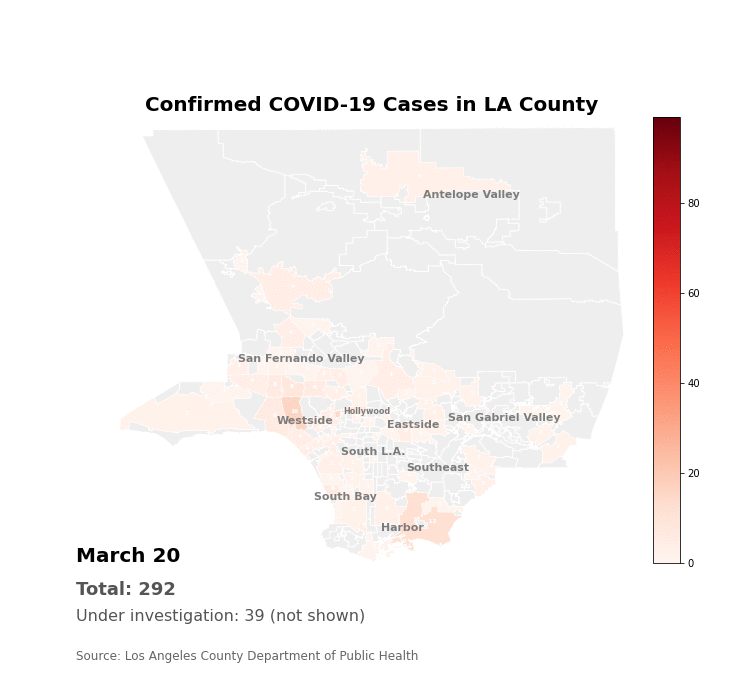 Confirmed COVID-19 Cases in LA County
Antelope Valley
80
60
San Fernando Valley
40
Hollywood
Westside
Eastside
San Gabriel Valley
South L.A.
Southeast
20
South Bay
Harbor
0
March 20
Total: 292
Under investigation: 39 (not shown)
Source: Los Angeles County Department of Public Health